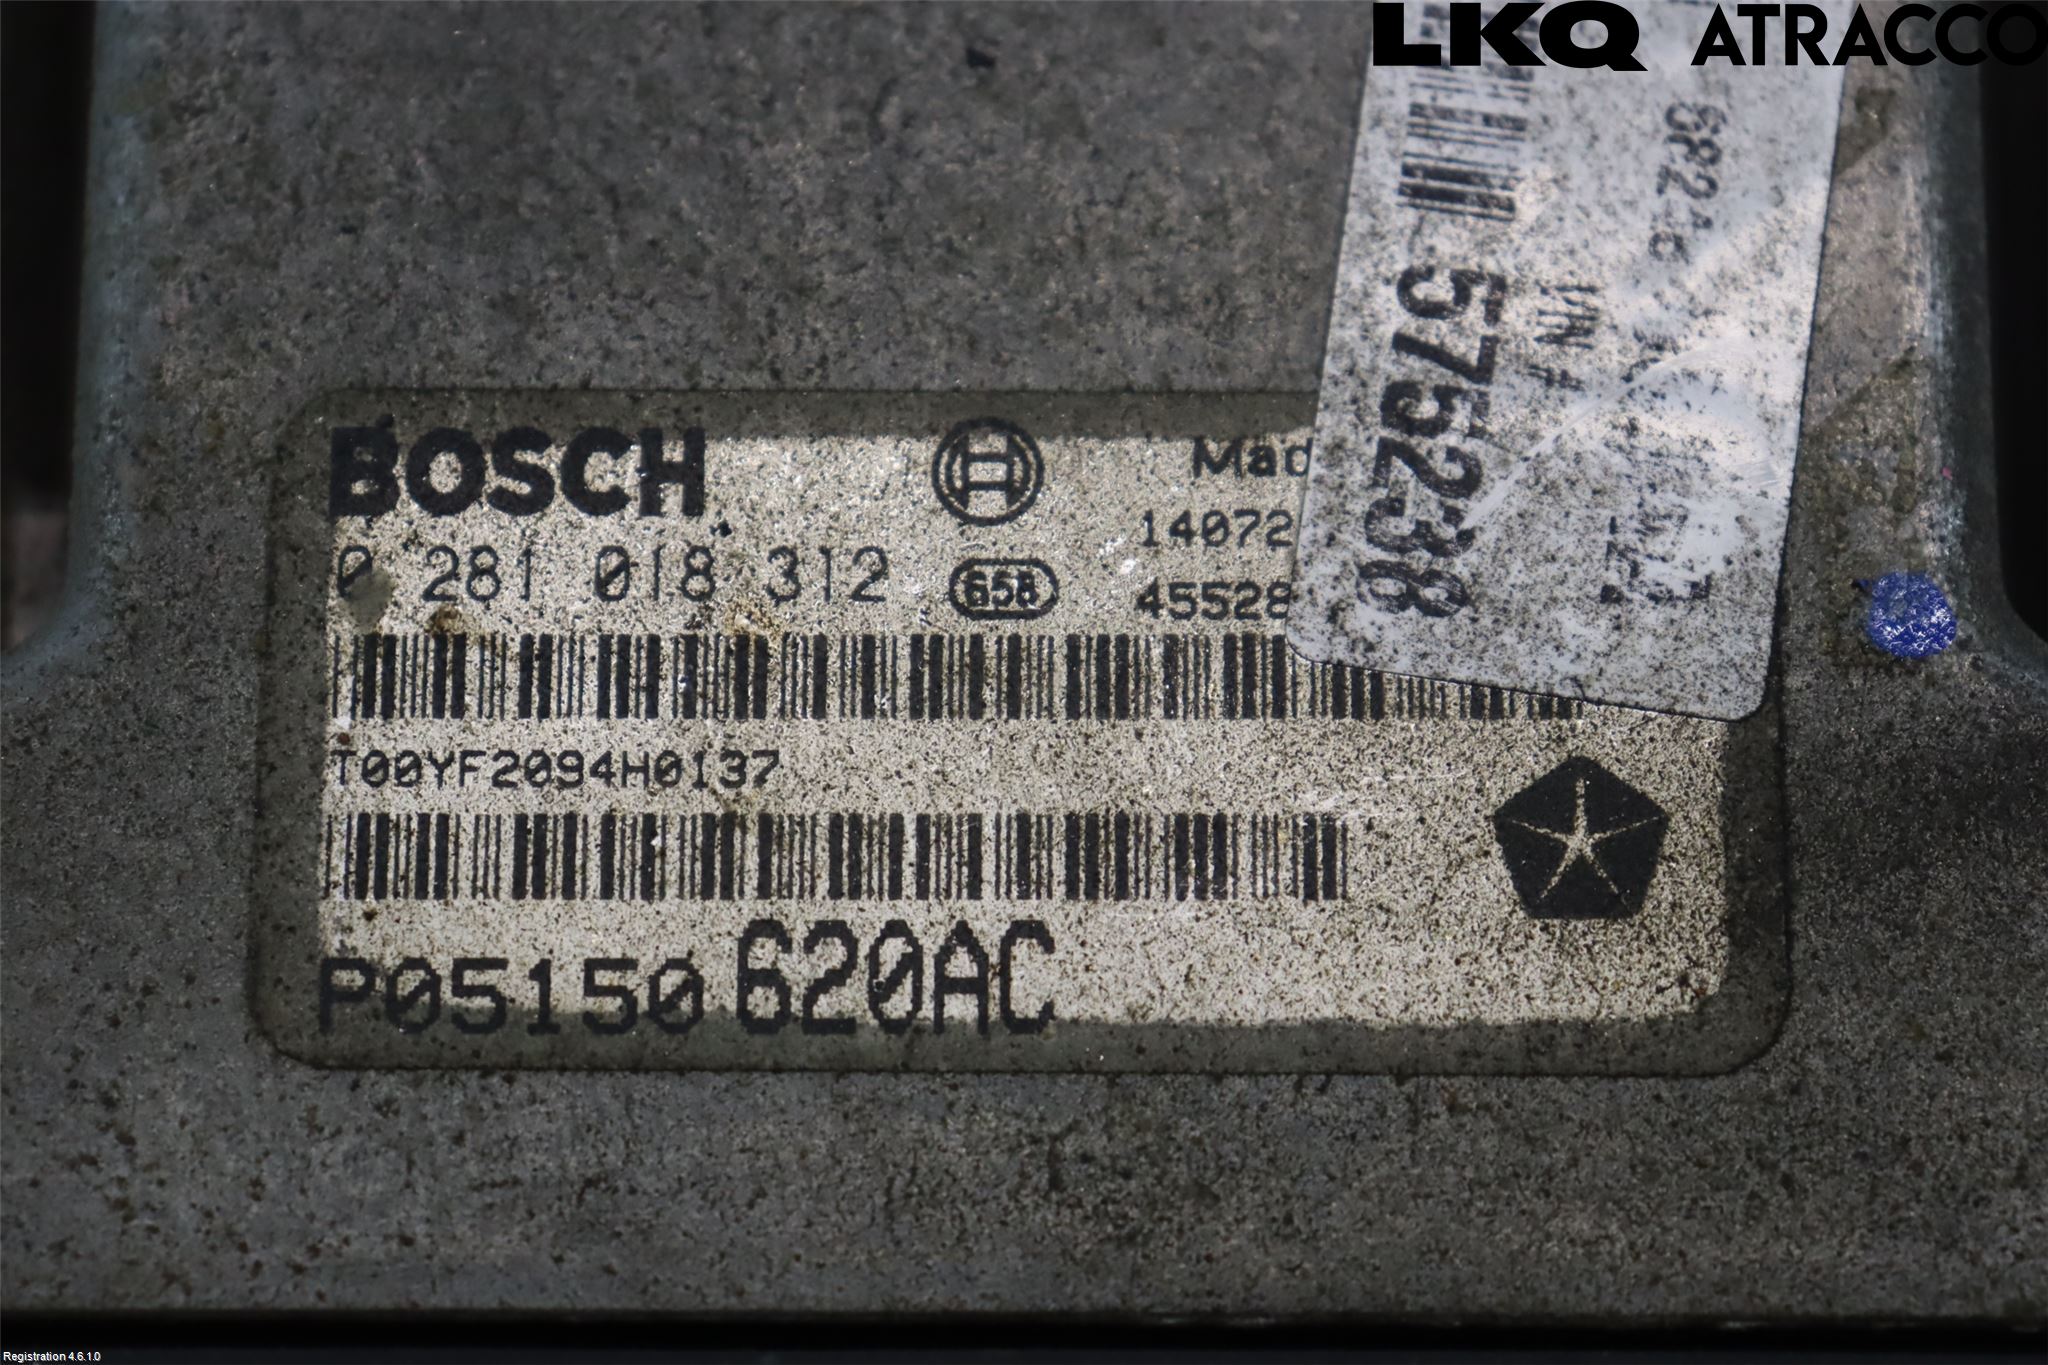 LKQ ATRACCO
BOSCH
Mad
14072
0 281 018 312
658
45528
T00YF2094H0137
P05150 620AC
V/N #
575238
Registration 4.6.1.0